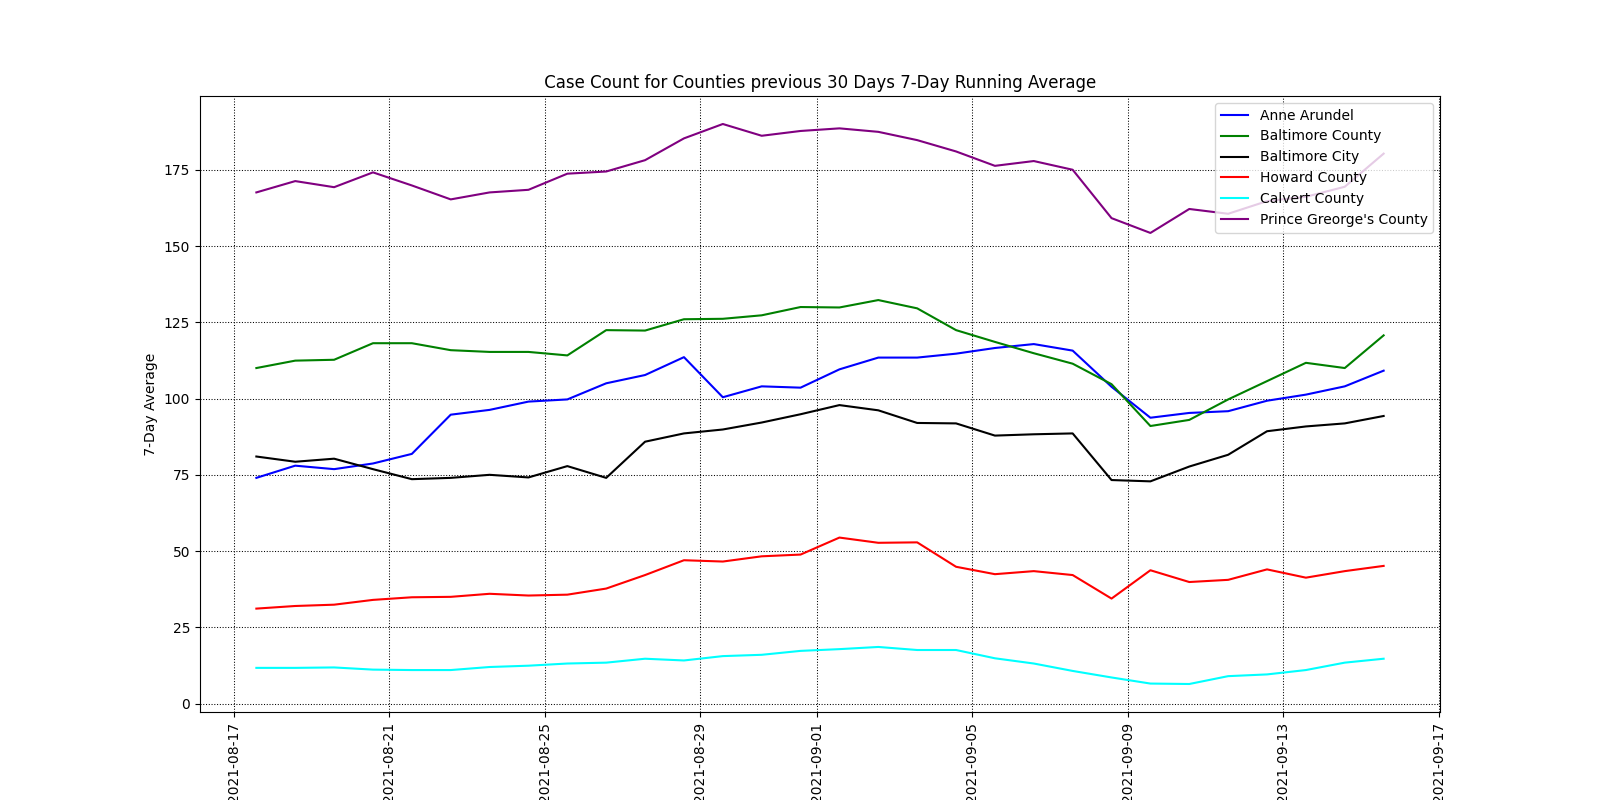 Case Count for Counties previous 30 Days 7-Day Running Average
Anne Arundel
Baltimore County
Baltimore City
Howard County
Calvert County
Prince Greorge's County
7-Day Average
175
150
125
100
75
50
25
0
2021-08-17
2021-08-21
2021-08-25
2021-08-29
2021-09-01
2021-09-05
2021-09-09
2021-09-13
2021-09-17